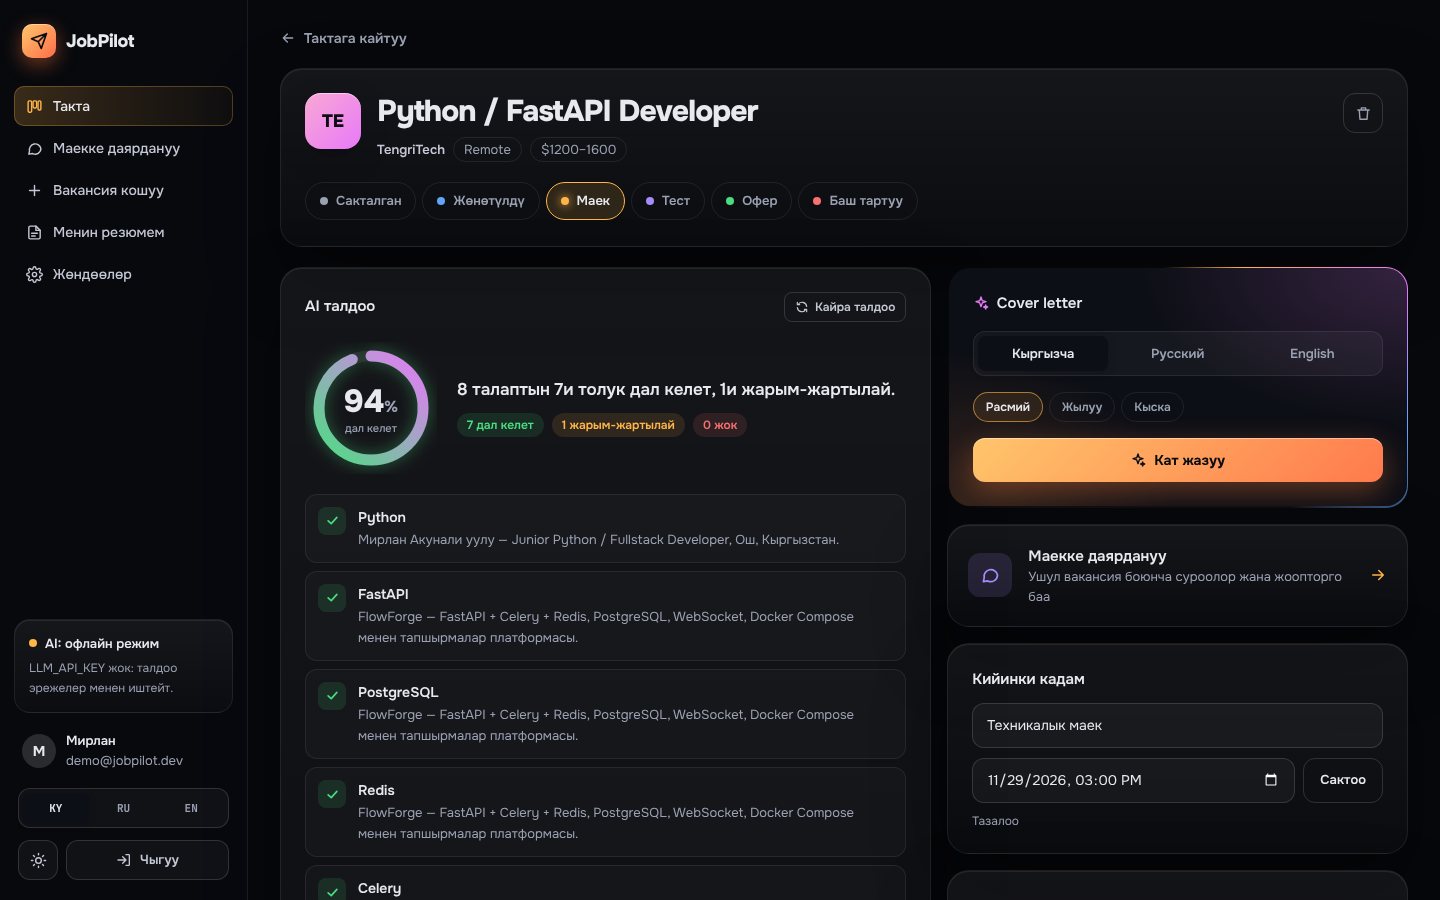 JobPilot
Такта
Маекке даярдануу
Вакансия кошуу
Менин резюмем
Жөндөөлөр
AI: офлайн режим
LLM_API_KEY жок: талдоо
эрежелер менен иштейт.
M
Мирлан
demo@jobpilot.dev
KY RU EN
Чыгуу
Тактага кайтуу
TE
Python / FastAPI Developer
TengriTech Remote $1200–1600
Сакталган Жөнөтүлдү Маек Тест Офер Баш тартуу
AI талдоо
Кайра талдоо
94%
дал келет
8 талаптын 7и толук дал келет, 1и жарым-жартылай.
7 дал келет 1 жарым-жартылай 0 жок
Python
Мирлан Акунали уулу — Junior Python / Fullstack Developer, Ош, Кыргызстан.
FastAPI
FlowForge — FastAPI + Celery + Redis, PostgreSQL, WebSocket, Docker Compose
менен тапшырмалар платформасы.
PostgreSQL
FlowForge — FastAPI + Celery + Redis, PostgreSQL, WebSocket, Docker Compose
менен тапшырмалар платформасы.
Redis
FlowForge — FastAPI + Celery + Redis, PostgreSQL, WebSocket, Docker Compose
менен тапшырмалар платформасы.
Celery
Cover letter
Кыргызча Русский English
Расмий Жылуу Кыска
Кат жазуу
Маекке даярдануу
Ушул вакансия боюнча суроолор жана жоопторго
баа
Кийинки кадам
Техникалык маек
11/29/2026, 03:00 PM
Сактоо
Тазалоо